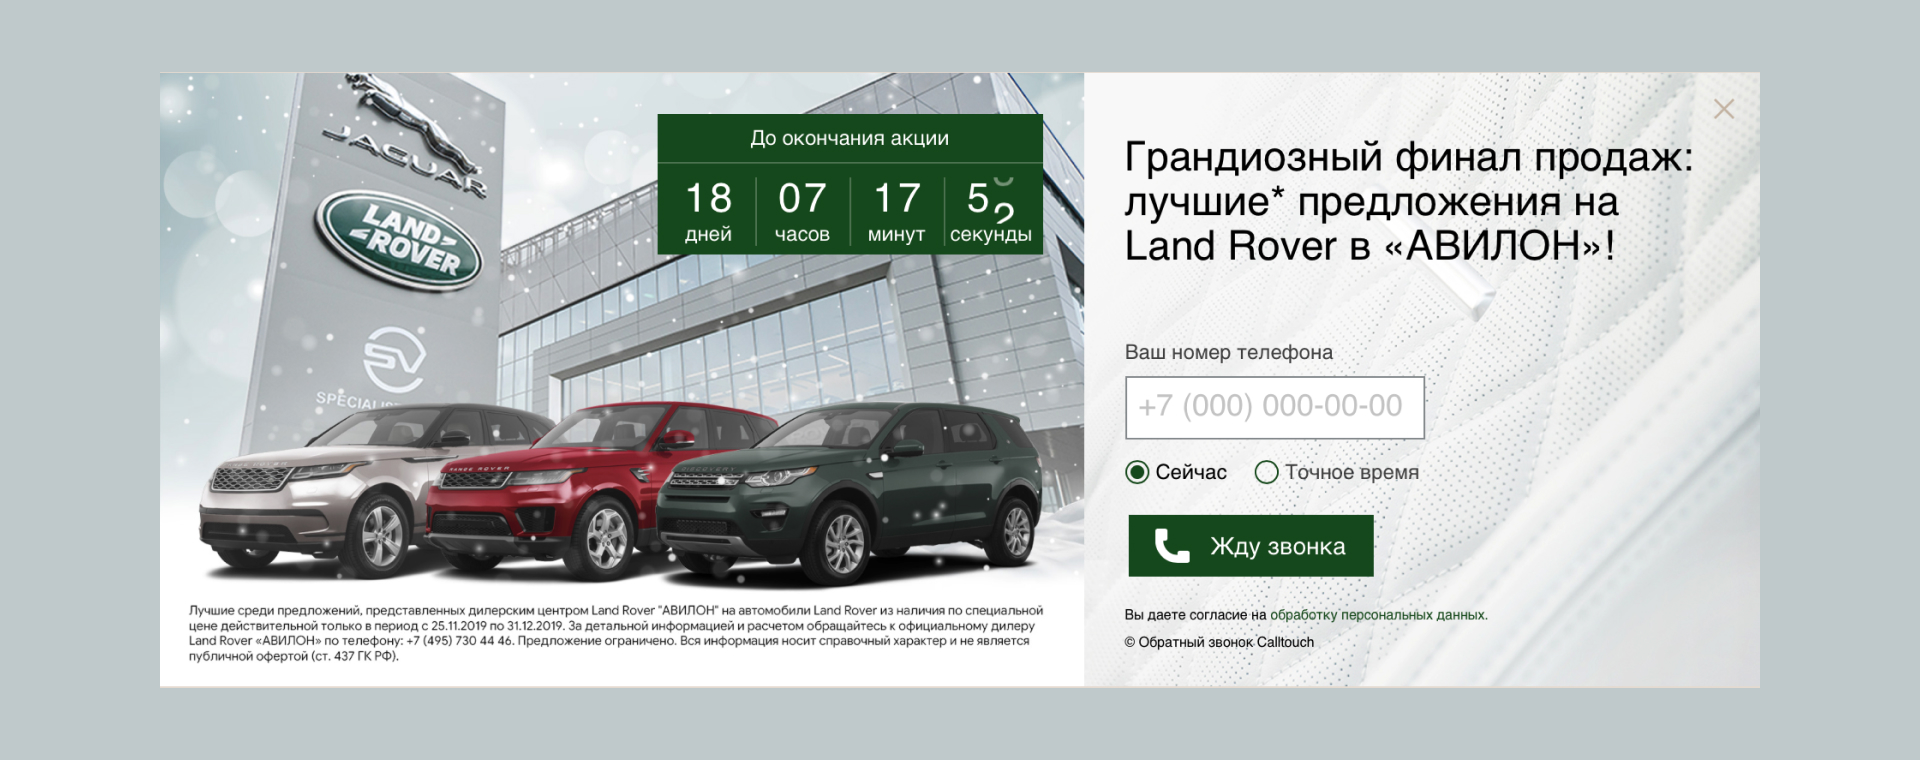 JAGUAR
LAND
ROVER
SV
До окончания акции
18 07 17 5
дней часов минут секунды
RANGE ROVER
DISCOVERY
Лучшие среди предложений, представленных дилерским центром Land Rover "АВИЛОН" на автомобили Land Rover из наличия по специальной
цене действительной только в период с 25.11.2019 по 31.12.2019. За детальной информацией и расчетом обращайтесь к официальному дилеру
Land Rover «АВИЛОН» по телефону: +7 (495) 730 44 46. Предложение ограничено. Вся информация носит справочный характер и не является
публичной офертой (ст. 437 ГК РФ).
Грандиозный финал продаж:
лучшие* предложения на
Land Rover в «АВИЛОН»!
Ваш номер телефона
+7 (000) 000-00-00
Сейчас Точное время
Жду звонка
Вы даете согласие на обработку персональных данных.
© Обратный звонок Calltouch